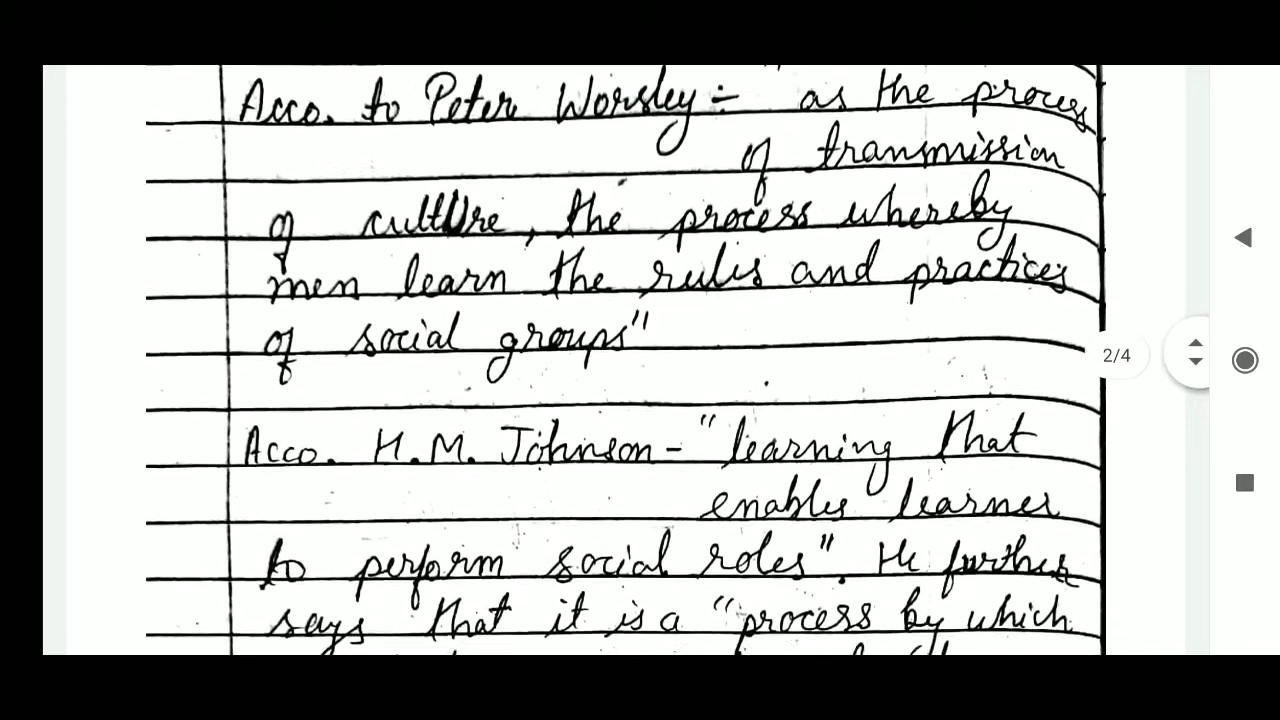 Acco. to Peter Worsley ÷ " as the process
of transmission
of culture, the process whereby
men learn the rules and practices
of social groups"
2/4
Acco. H.M. Johnson - "learning that
enables learner
to perform social roles". He further
says that it is a "process by which